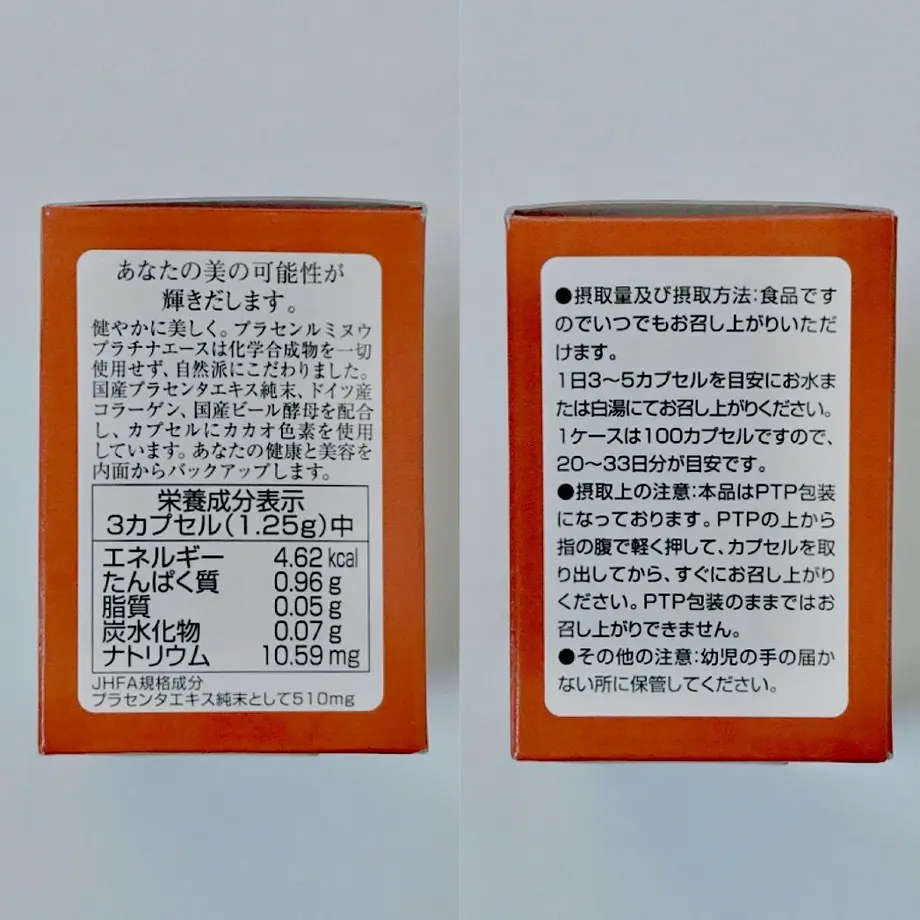 あなたの美の可能性が
輝きだします。
健やかに美しく。プラセンルミヌウ
プラチナエースは化学合成物を一切
使用せず、自然派にこだわりました。
国産プラセンタエキス純末、ドイツ産
コラーゲン、国産ビール酵母を配合
し、カプセルにカカオ色素を使用
しています。あなたの健康と美容を
内面からバックアップします。
栄養成分表示
3カプセル(1.25g)中
エネルギー 4.62 kcal
たんぱく質 0.96 g
脂質 0.05 g
炭水化物 0.07 g
ナトリウム 10.59 mg
JHFA規格成分
プラセンタエキス純末として510mg
●摂取量及び摂取方法:食品です
のでいつでもお召し上がりいただ
けます。
1日3〜5カプセルを目安にお水ま
たは白湯にてお召し上がりください。
1ケースは100カプセルですので、
20〜33日分が目安です。
●摂取上の注意:本品はPTP包装
になっております。PTPの上から
指の腹で軽く押して、カプセルを取
り出してから、すぐにお召し上がり
ください。PTP包装のままではお
召し上がりできません。
●その他の注意:幼児の手の届か
ない所に保管してください。